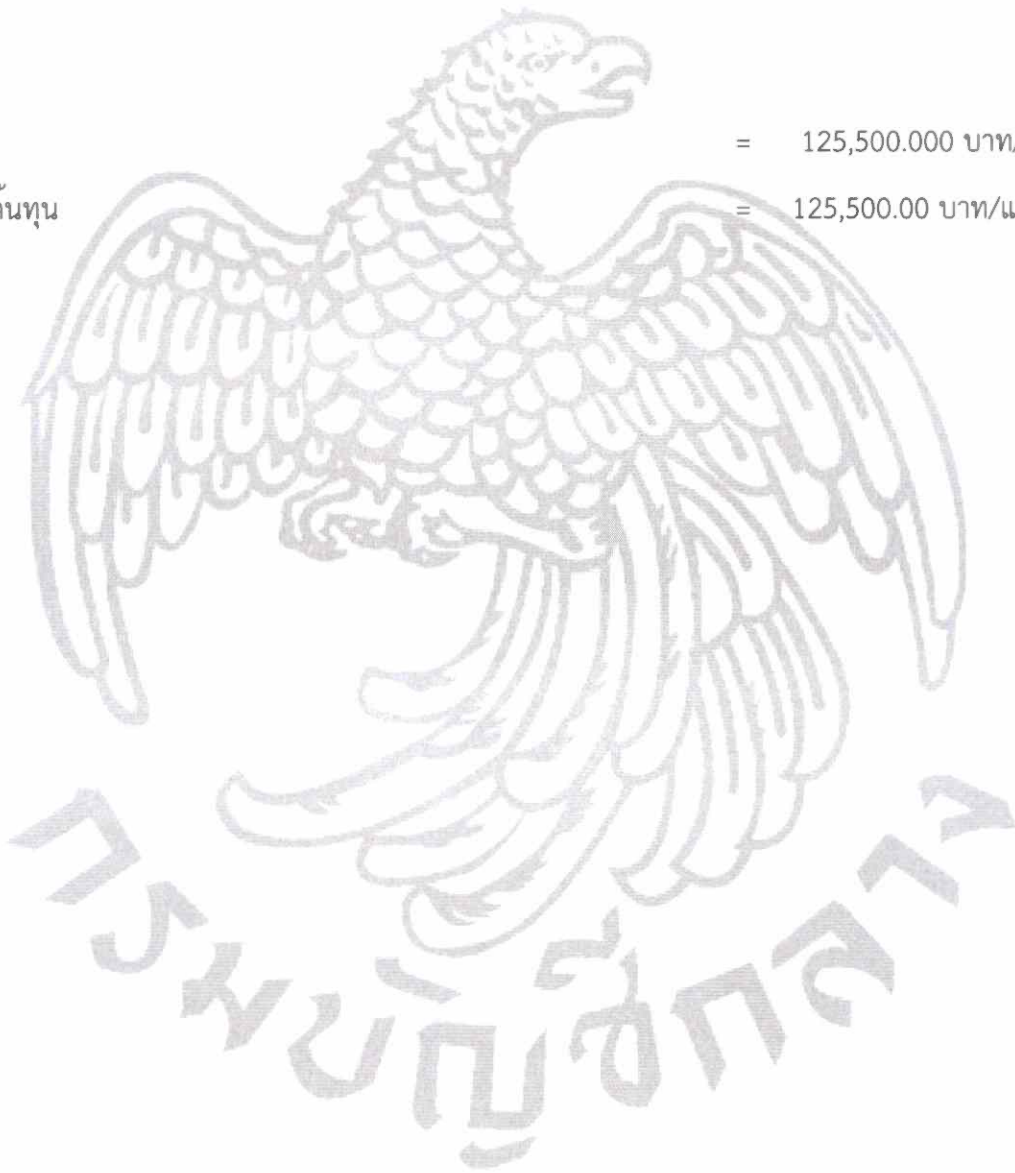 = 125,500.000 บาท/
ต้นทุน = 125,500.00 บาท/แ
กรมบัญชีกลาง